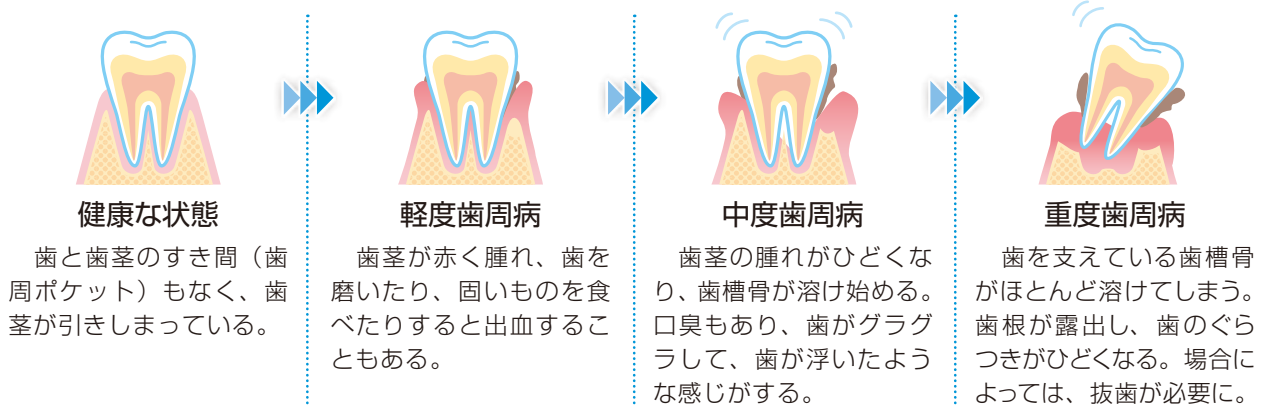 健康な状態
歯と歯茎のすき間（歯
周ポケット）もなく、歯
茎が引きしまっている。
軽度歯周病
歯茎が赤く腫れ、歯を
磨いたり、固いものを食
べたりすると出血するこ
ともある。
中度歯周病
歯茎の腫れがひどくな
り、歯槽骨が溶け始める。
口臭もあり、歯がグラグ
ラして、歯が浮いたよう
な感じがする。
重度歯周病
歯を支えている歯槽骨
がほとんど溶けてしまう。
歯根が露出し、歯のぐら
つきがひどくなる。場合に
よっては、抜歯が必要に。